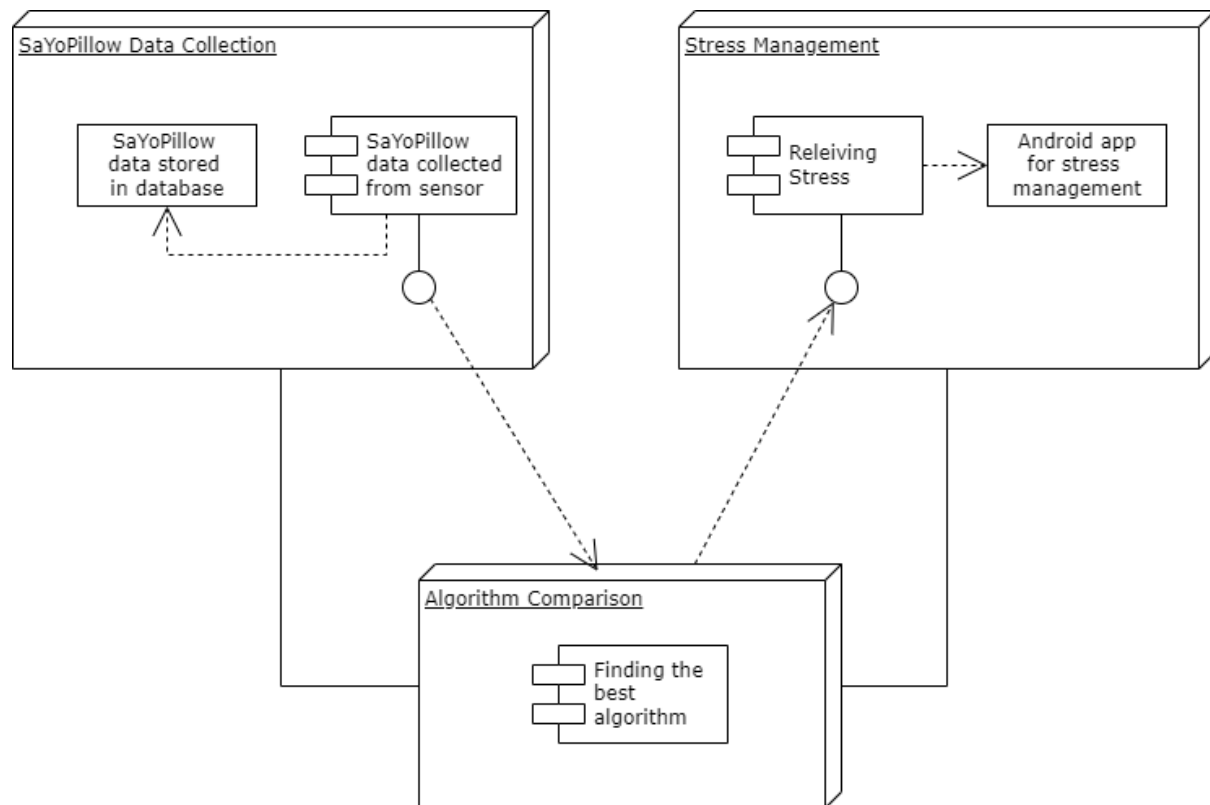 SaYoPillow Data Collection
SaYoPillow
data stored
in database
SaYoPillow
data collected
from sensor
Stress Management
Releiving
Stress
Android app
for stress
management
Algorithm Comparison
Finding the
best
algorithm